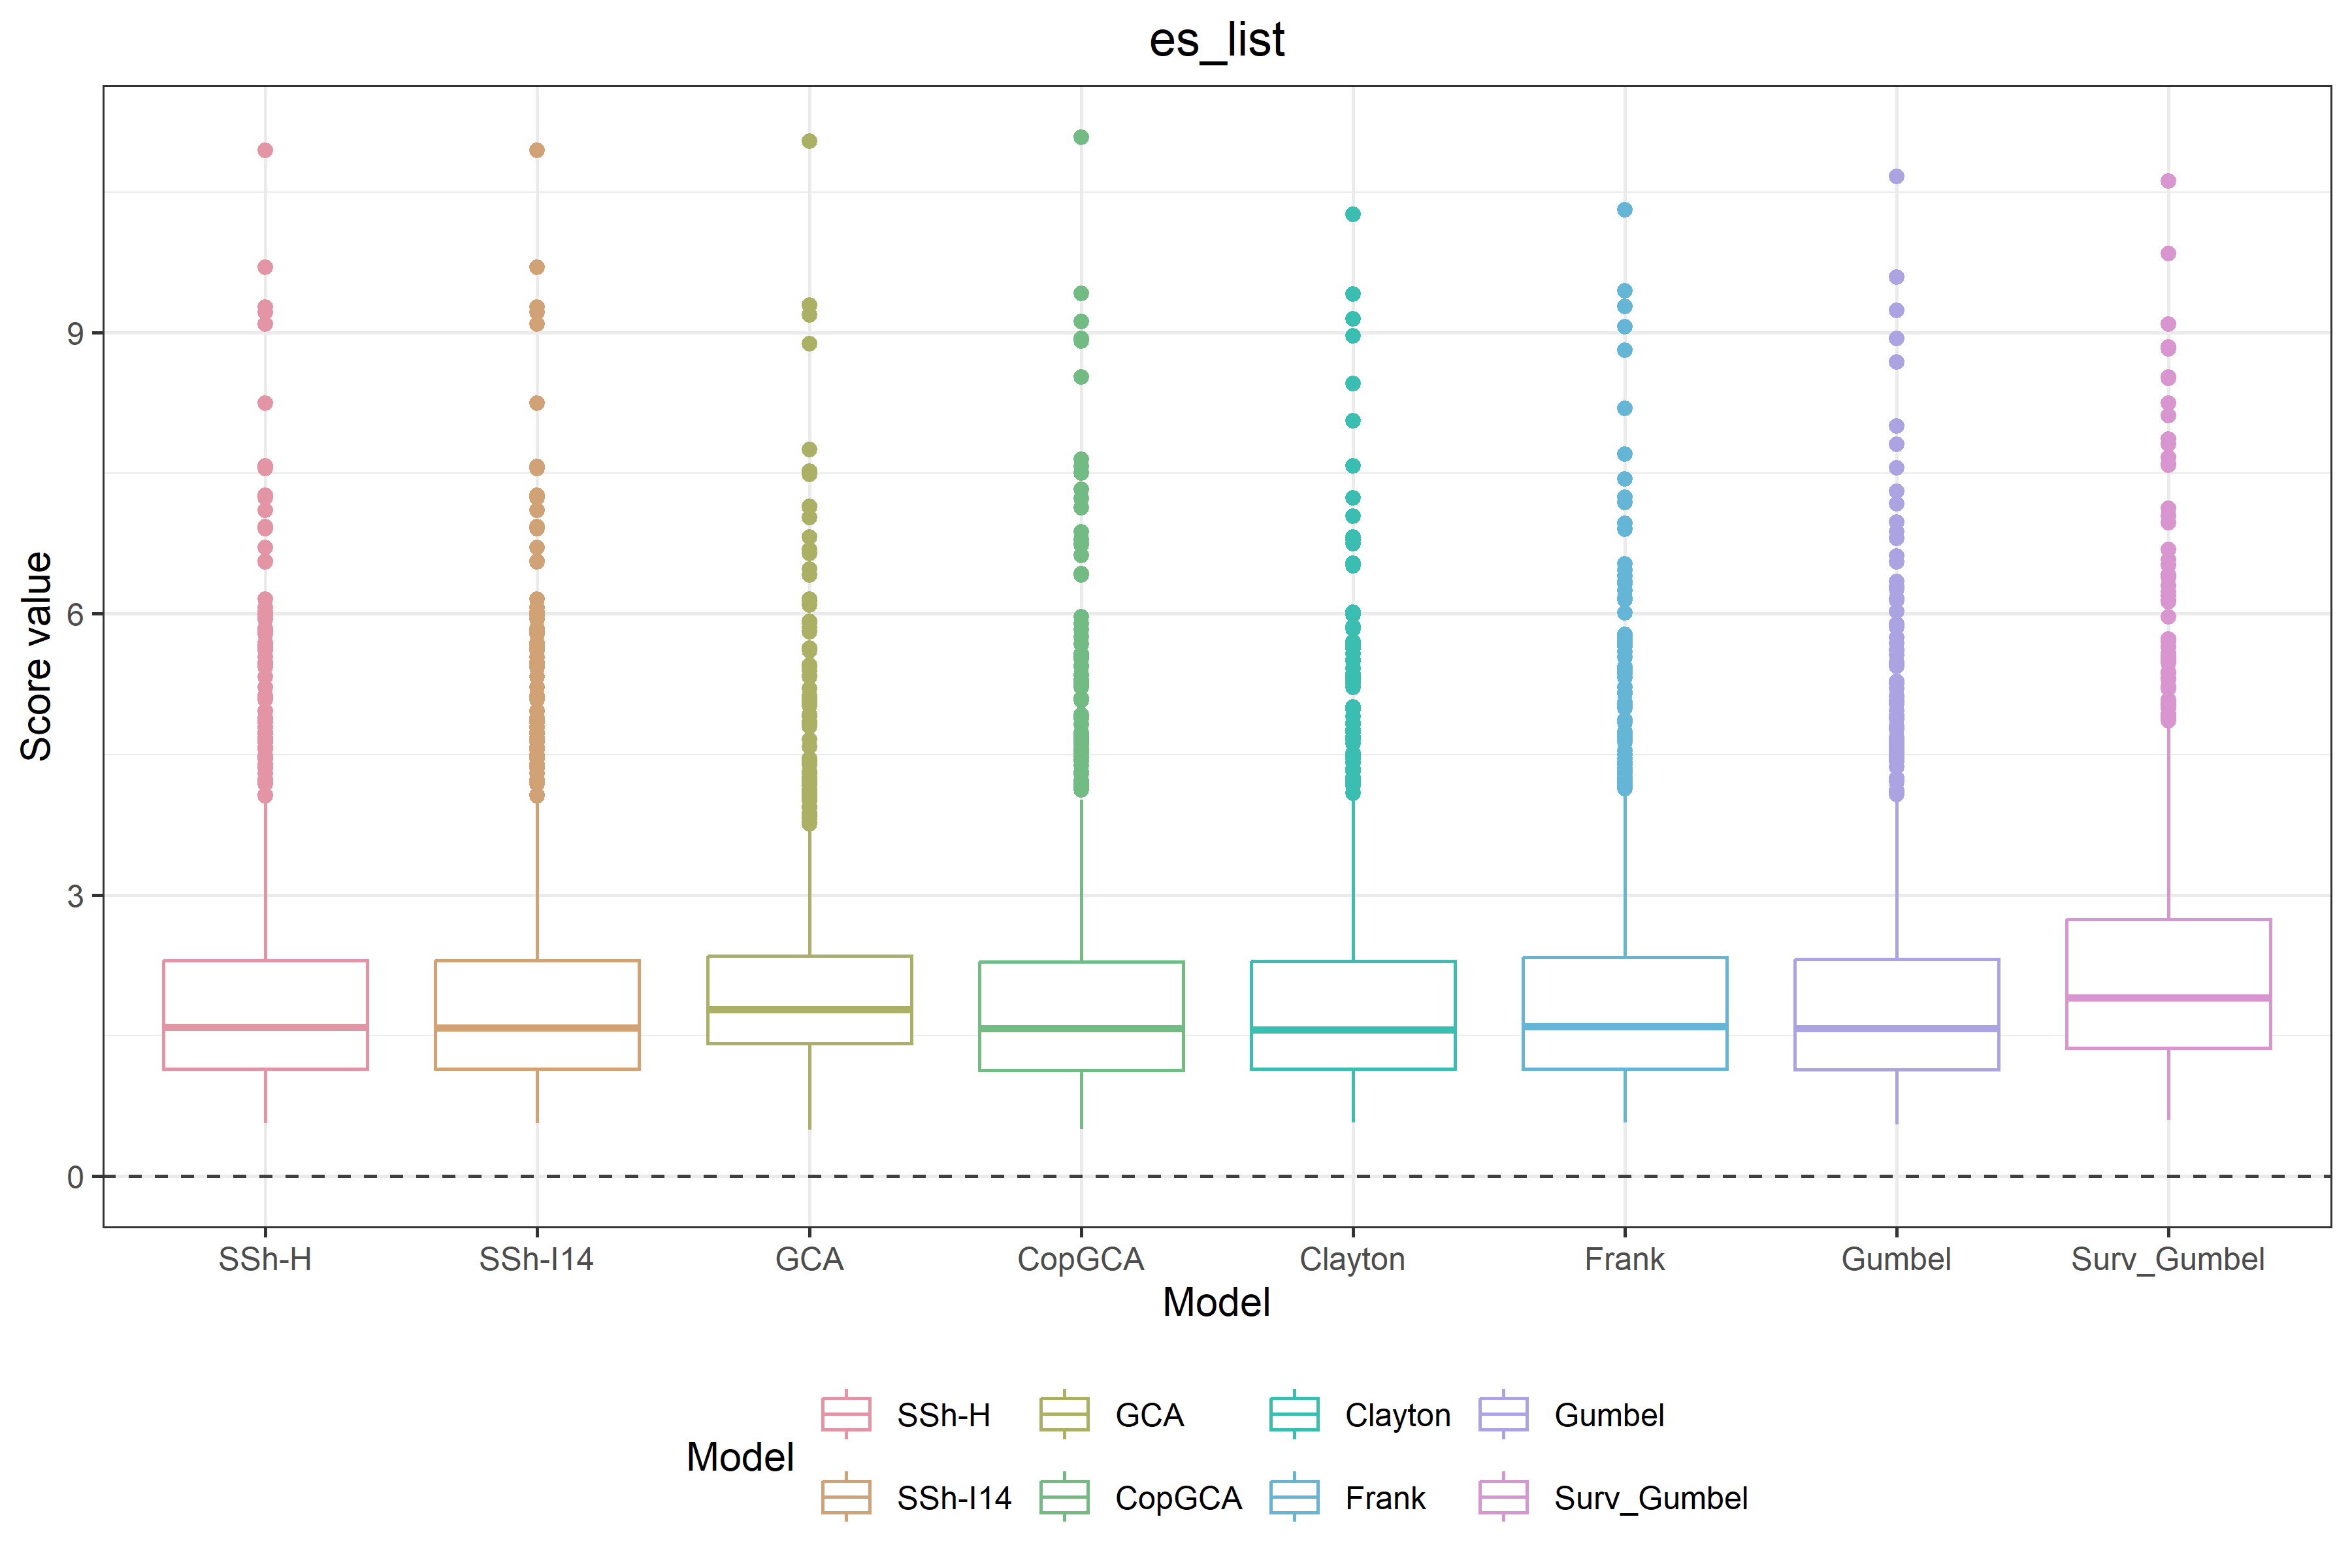 es_list
Score value
9
6
3
0
SSh-H SSh-I14 GCA CopGCA Clayton Frank Gumbel Surv_Gumbel
Model
Model
SSh-H GCA Clayton Gumbel
SSh-I14 CopGCA Frank Surv_Gumbel